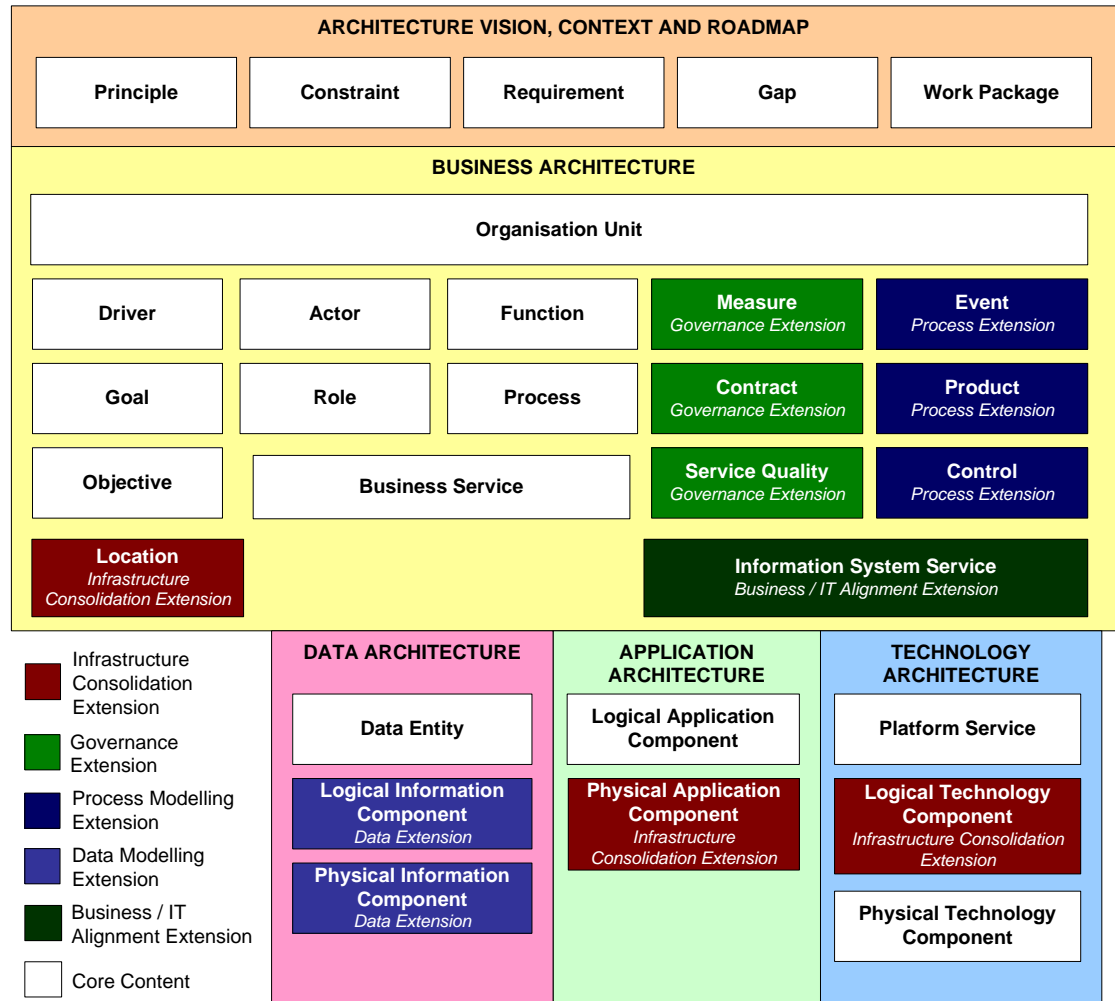 ARCHITECTURE VISION, CONTEXT AND ROADMAP
Principle
Constraint
Requirement
Gap
Work Package
BUSINESS ARCHITECTURE
Organisation Unit
Driver
Actor
Function
Measure
Governance Extension
Event
Process Extension
Goal
Role
Process
Contract
Governance Extension
Product
Process Extension
Objective
Business Service
Service Quality
Governance Extension
Control
Process Extension
Location
Infrastructure
Consolidation Extension
Information System Service
Business / IT Alignment Extension
Infrastructure
Consolidation
Extension
Governance
Extension
Process Modelling
Extension
Data Modelling
Extension
Business / IT
Alignment Extension
Core Content
DATA ARCHITECTURE
Data Entity
Logical Information
Component
Data Extension
Physical Information
Component
Data Extension
APPLICATION
ARCHITECTURE
Logical Application
Component
Physical Application
Component
Infrastructure
Consolidation Extension
TECHNOLOGY
ARCHITECTURE
Platform Service
Logical Technology
Component
Infrastructure Consolidation
Extension
Physical Technology
Component